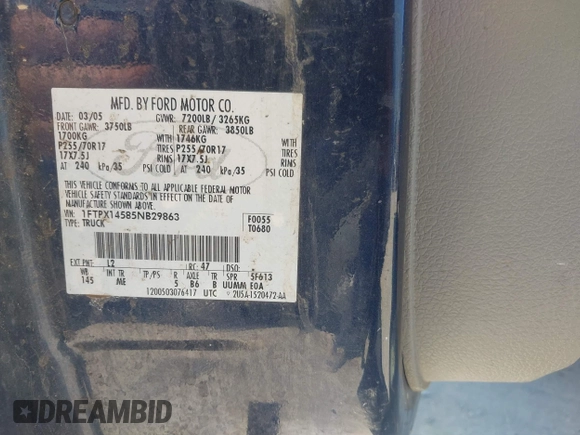 MFD. BY FORD MOTOR CO.
DATE: 03/05 GVWR: 7200LB/ 3265KG
FRONT GAWR: 3750LB REAR GAWR: 3850LB
1700KG WITH 1746KG WITH
P255/70R17 TIRES P255/70R17 TIRES
17X7.5J RIMS 17X7.5J RIMS
AT 240 kPa/35 PSI COLD AT 240 kPa/35 PSI COLD
THIS VEHICLE CONFORMS TO ALL APPLICABLE FEDERAL MOTOR
VEHICLE SAFETY STANDARDS IN EFFECT ON THE DATE OF
MANUFACTURE SHOWN ABOVE.
VIN: 1FTPX14585NB29863 F0055
TYPE: TRUCK T0680
EXT PNT: L2 RC: 47 DSO:
WB INT TR TP/PS R AXLE TR SPR 5F613
145 ME 5 B6 B UUMM E0A
1200503076417 UTC 2U5A-1520472-AA
Ford
DREAMBID